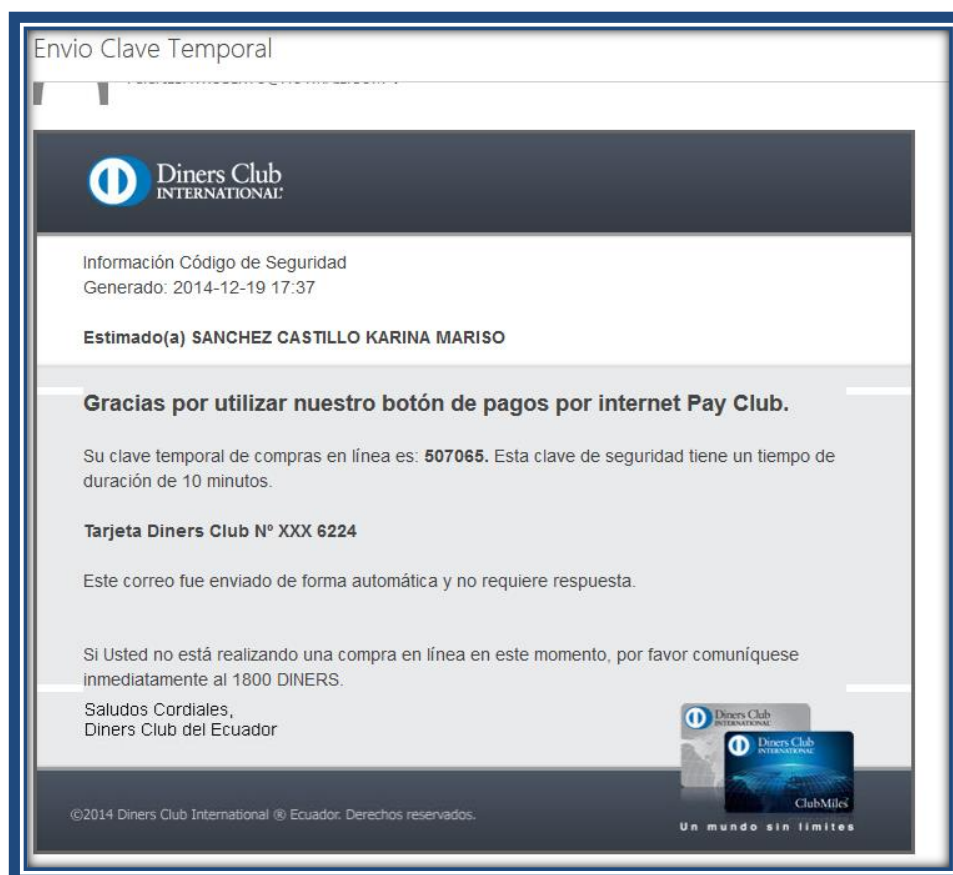 Envio Clave Temporal
Diners Club
INTERNATIONAL®
Información Código de Seguridad
Generado: 2014-12-19 17:37
Estimado(a) SANCHEZ CASTILLO KARINA MARISO
Gracias por utilizar nuestro botón de pagos por internet Pay Club.
Su clave temporal de compras en línea es: 507065. Esta clave de seguridad tiene un tiempo de
duración de 10 minutos.
Tarjeta Diners Club Nº XXX 6224
Este correo fue enviado de forma automática y no requiere respuesta.
Si Usted no está realizando una compra en línea en este momento, por favor comuníquese
inmediatamente al 1800 DINERS.
Saludos Cordiales,
Diners Club del Ecuador
Diners Club
INTERNATIONAL
Diners Club
INTERNATIONAL
ClubMiles
Un mundo sin límites
©2014 Diners Club International ® Ecuador. Derechos reservados.